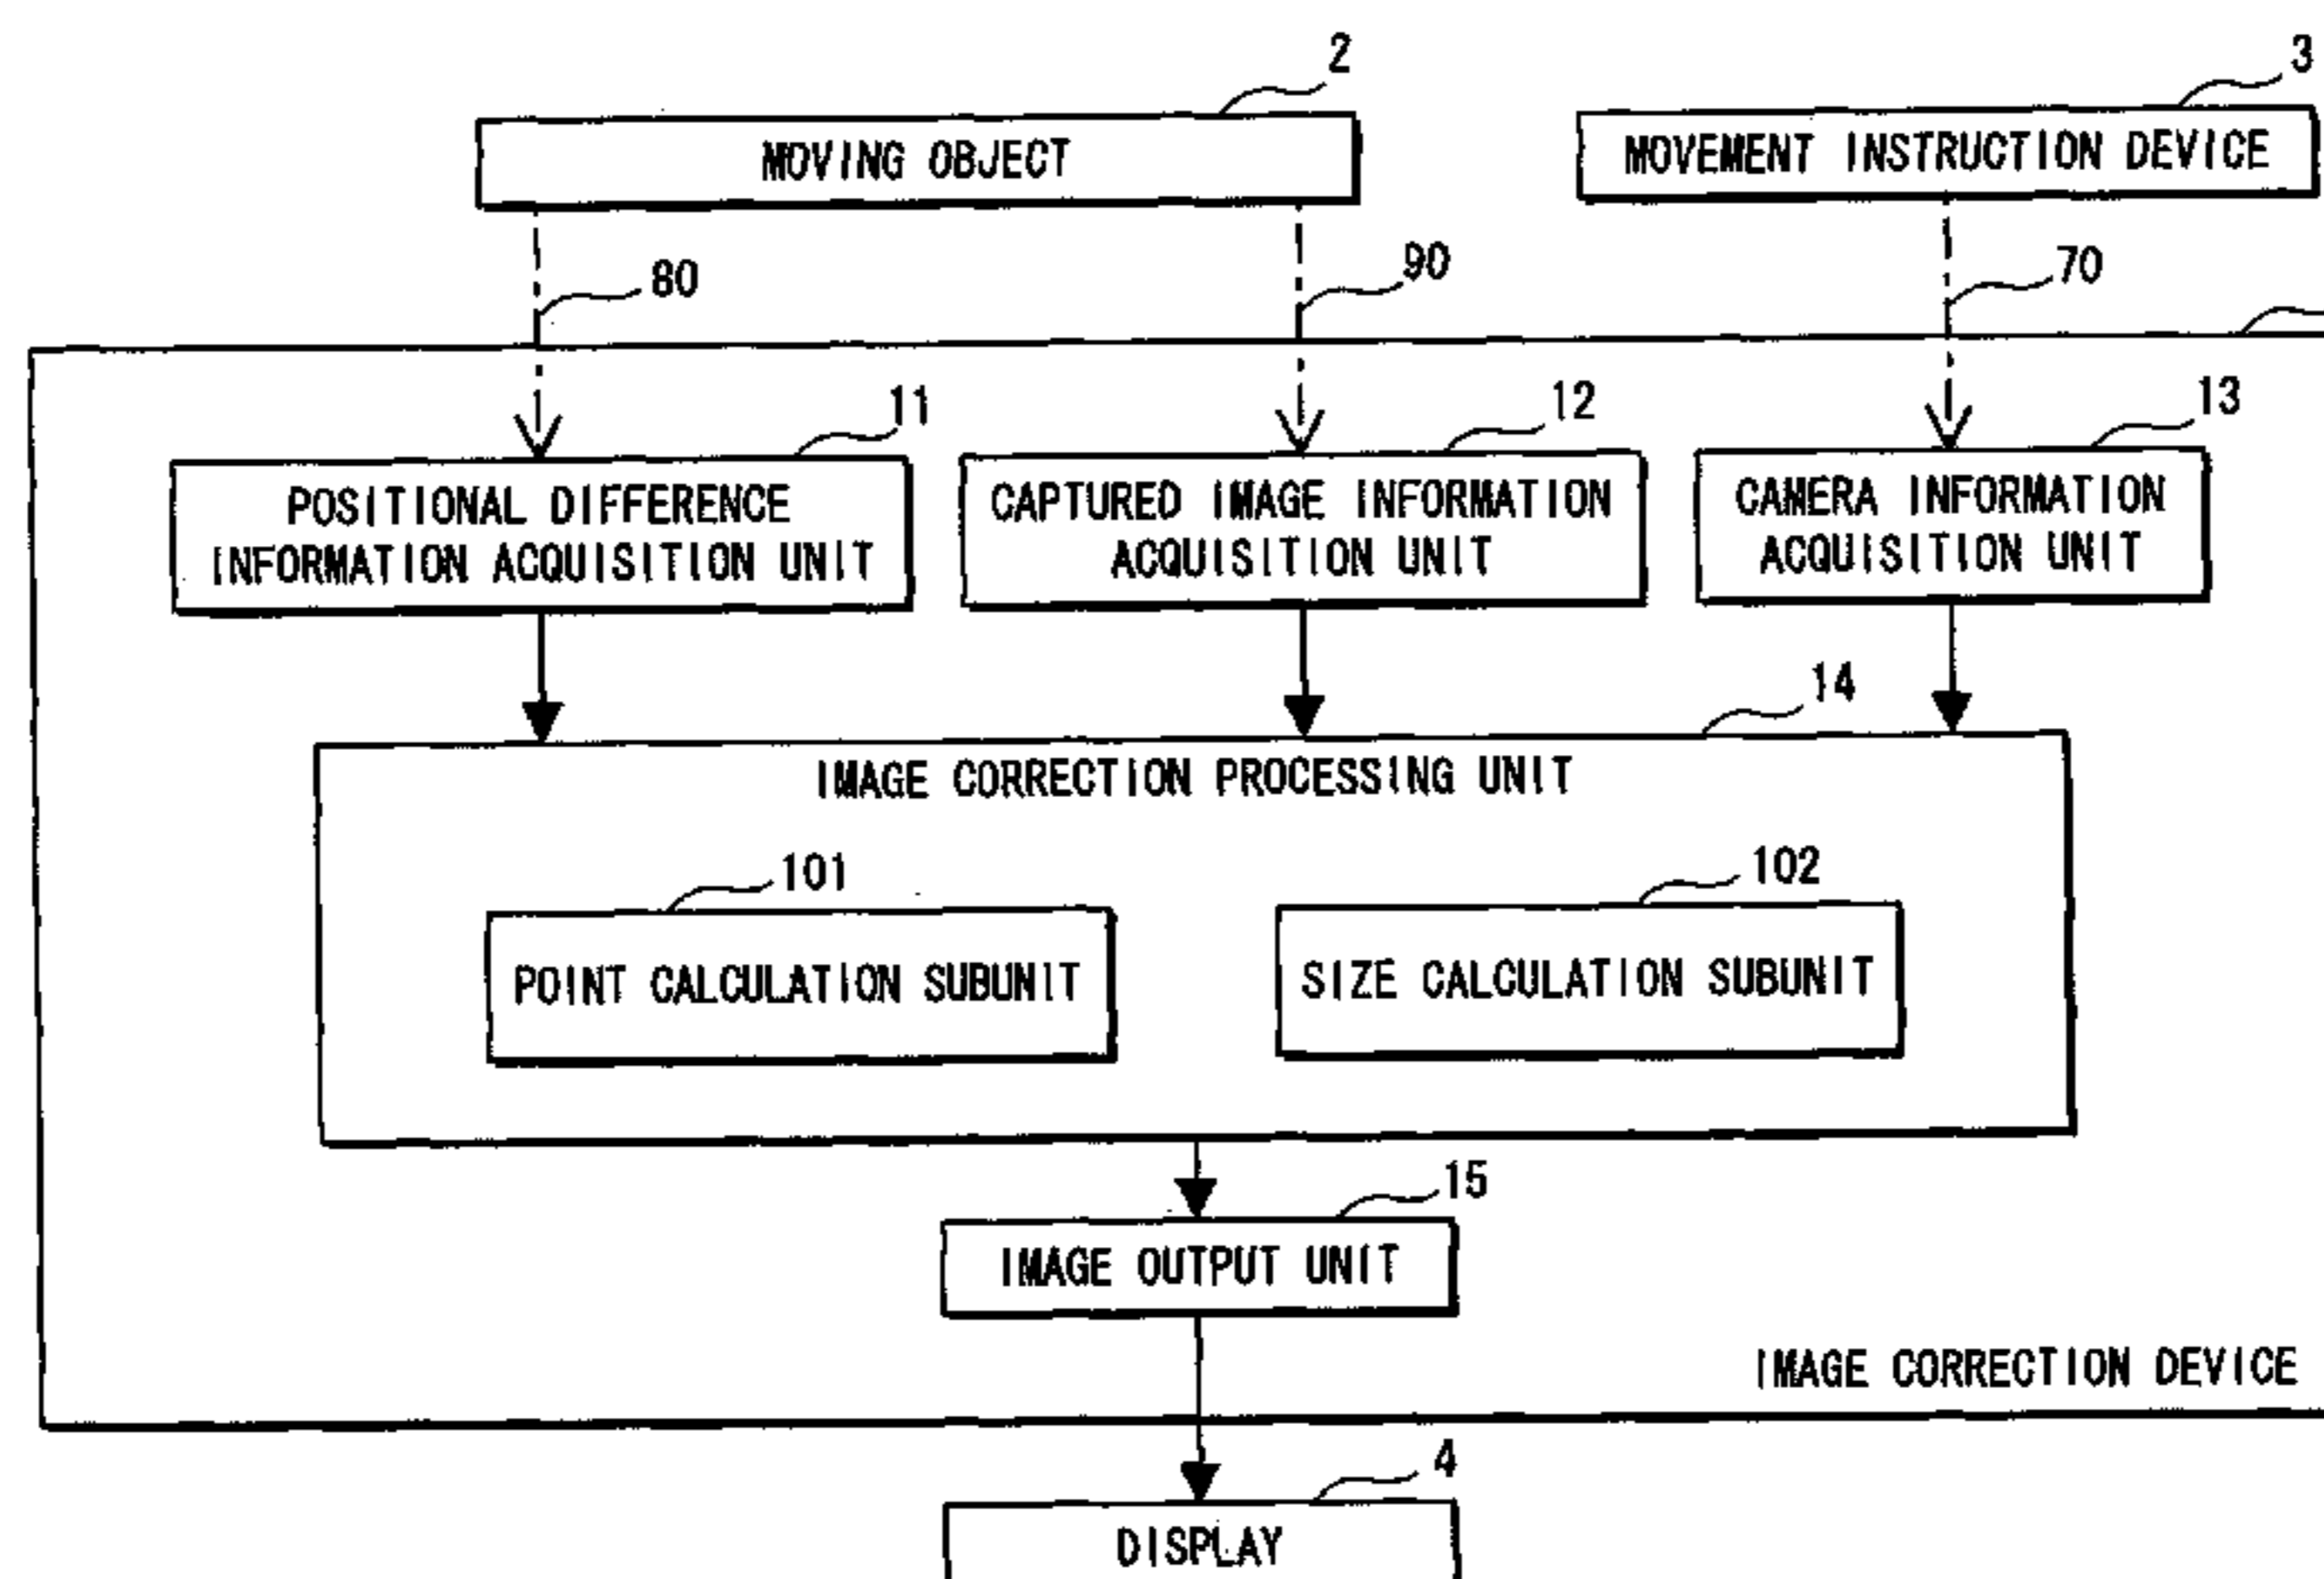 2
3
MOVING OBJECT
MOVEMENT INSTRUCTION DEVICE
80
90
70
11
12
13
POSITIONAL DIFFERENCE
INFORMATION ACQUISITION UNIT
CAPTURED IMAGE INFORMATION
ACQUISITION UNIT
CAMERA INFORMATION
ACQUISITION UNIT
14
IMAGE CORRECTION PROCESSING UNIT
101
102
POINT CALCULATION SUBUNIT
SIZE CALCULATION SUBUNIT
15
IMAGE OUTPUT UNIT
IMAGE CORRECTION DEVICE
4
DISPLAY